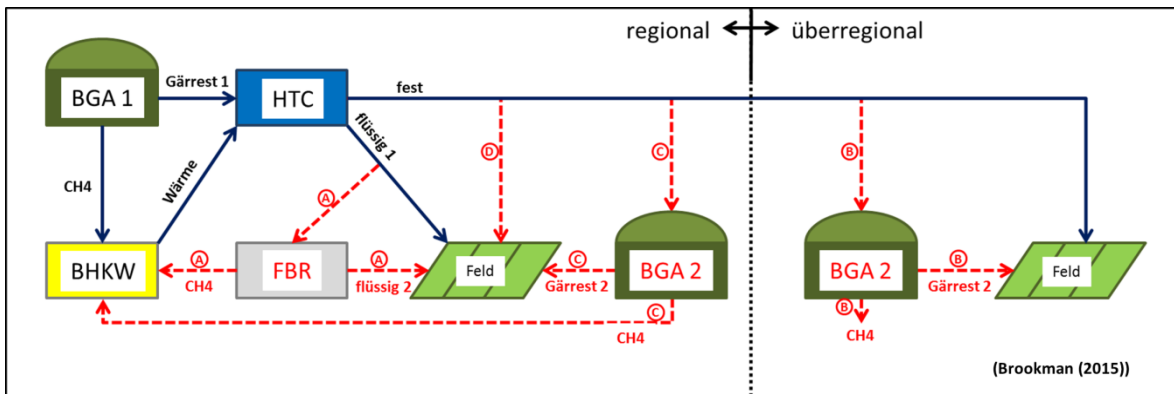 regional
überregional
BGA 1
Gärrest 1
HTC
fest
flüssig 1
D
C
B
CH4
Wärme
A
BHKW
A
CH4
FBR
A
flüssig 2
Feld
C
Gärrest 2
BGA 2
C
CH4
BGA 2
B
Gärrest 2
B
CH4
Feld
(Brookman (2015))